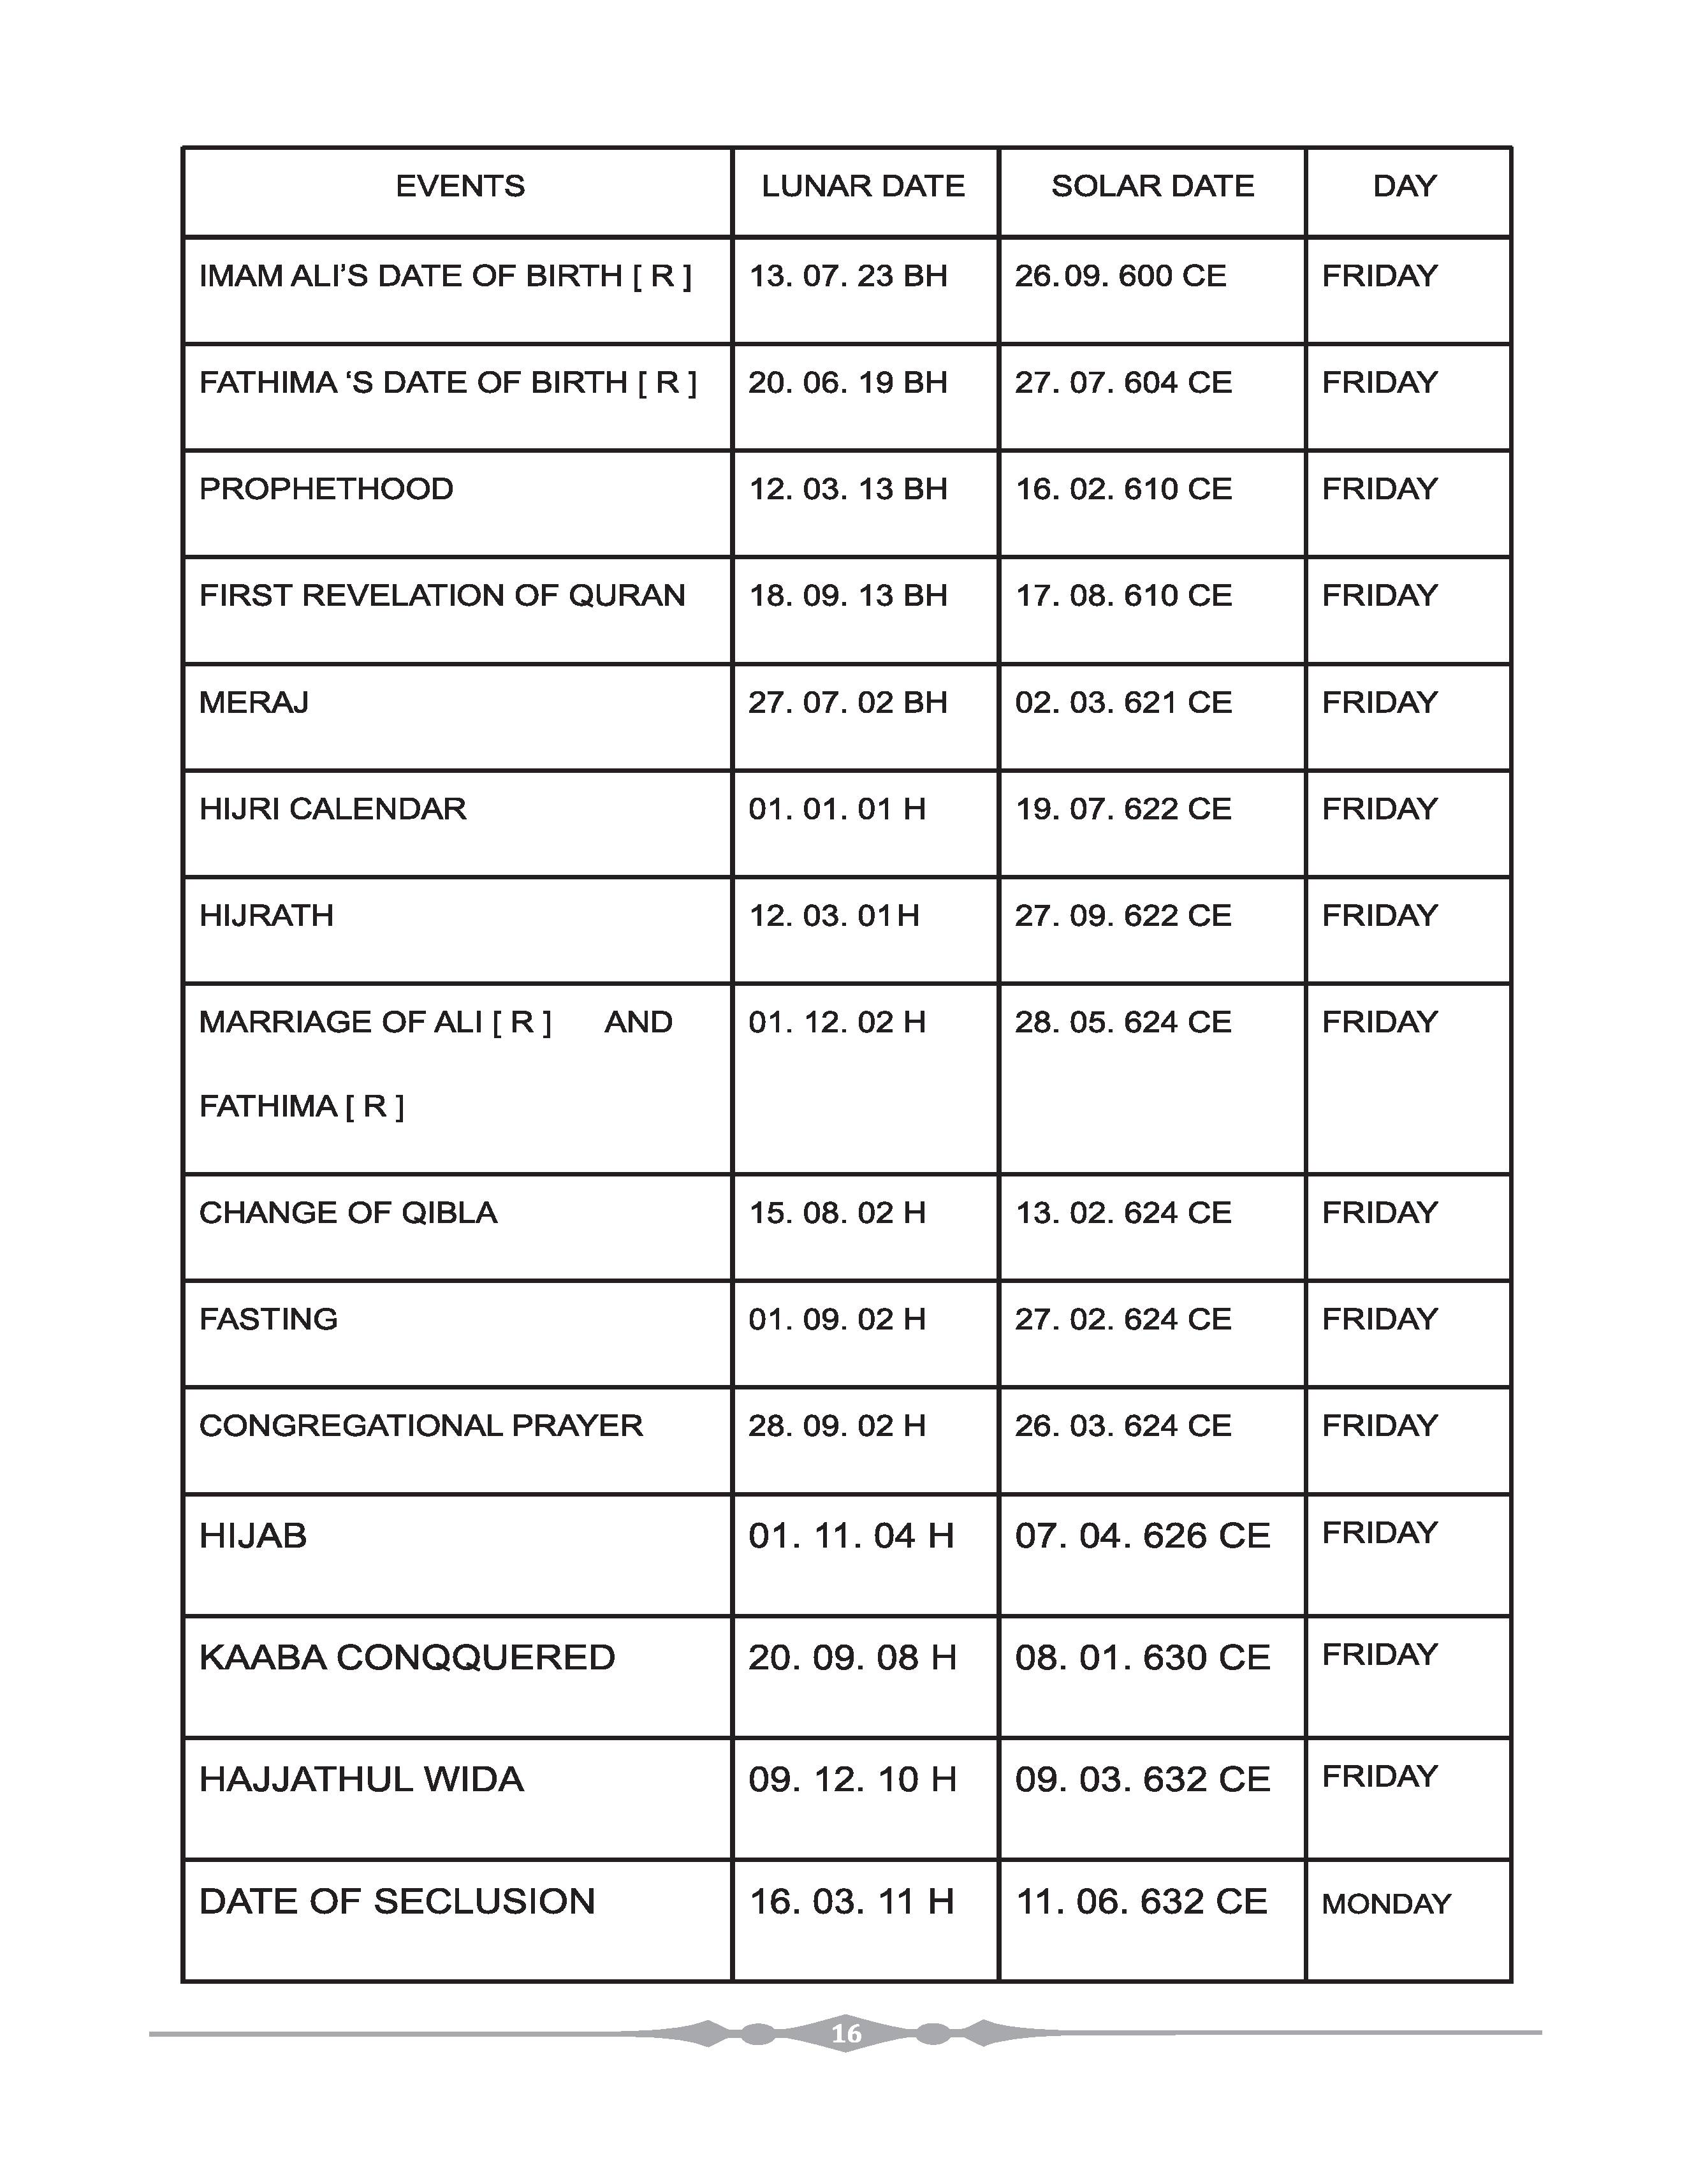 EVENTS LUNAR DATE SOLAR DATE DAY
IMAM ALI’S DATE OF BIRTH [ R ] 13. 07. 23 BH 26.09. 600 CE FRIDAY
FATHIMA ‘S DATE OF BIRTH [ R ] 20. 06. 19 BH 27. 07. 604 CE FRIDAY
PROPHETHOOD 12. 03. 13 BH 16. 02. 610 CE FRIDAY
FIRST REVELATION OF QURAN 18. 09. 13 BH 17. 08. 610 CE FRIDAY
MERAJ 27. 07. 02 BH 02. 03. 621 CE FRIDAY
HIJRI CALENDAR 01. 01. 01 H 19. 07. 622 CE FRIDAY
HIJRATH 12. 03. 01H 27. 09. 622 CE FRIDAY
MARRIAGE OF ALI [ R ] AND 01. 12. 02 H 28. 05. 624 CE FRIDAY
FATHIMA [ R ]
CHANGE OF QIBLA 15. 08. 02 H 13. 02. 624 CE FRIDAY
FASTING 01. 09. 02 H 27. 02. 624 CE FRIDAY
CONGREGATIONAL PRAYER 28. 09. 02 H 26. 03. 624 CE FRIDAY
HIJAB 01. 11. 04 H 07. 04. 626 CE FRIDAY
KAABA CONQQUERED 20. 09. 08 H 08. 01. 630 CE FRIDAY
HAJJATHUL WIDA 09. 12. 10 H 09. 03. 632 CE FRIDAY
DATE OF SECLUSION 16. 03. 11 H 11. 06. 632 CE MONDAY
16